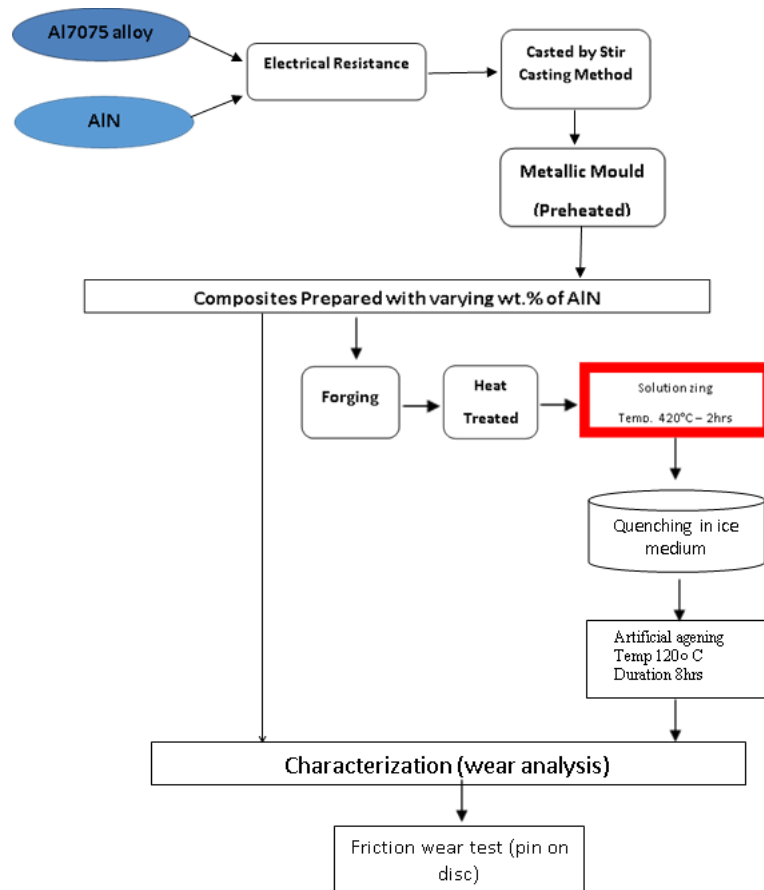 Al7075 alloy
Electrical Resistance
Casted by Stir
Casting Method
AlN
Metallic Mould
(Preheated)
Composites Prepared with varying wt.% of AlN
Forging
Heat
Treated
Solutionzing
Temp. 420°C – 2hrs
Quenching in ice
medium
Artificial agening
Temp 120o C
Duration 8hrs
Characterization (wear analysis)
Friction wear test (pin on
disc)